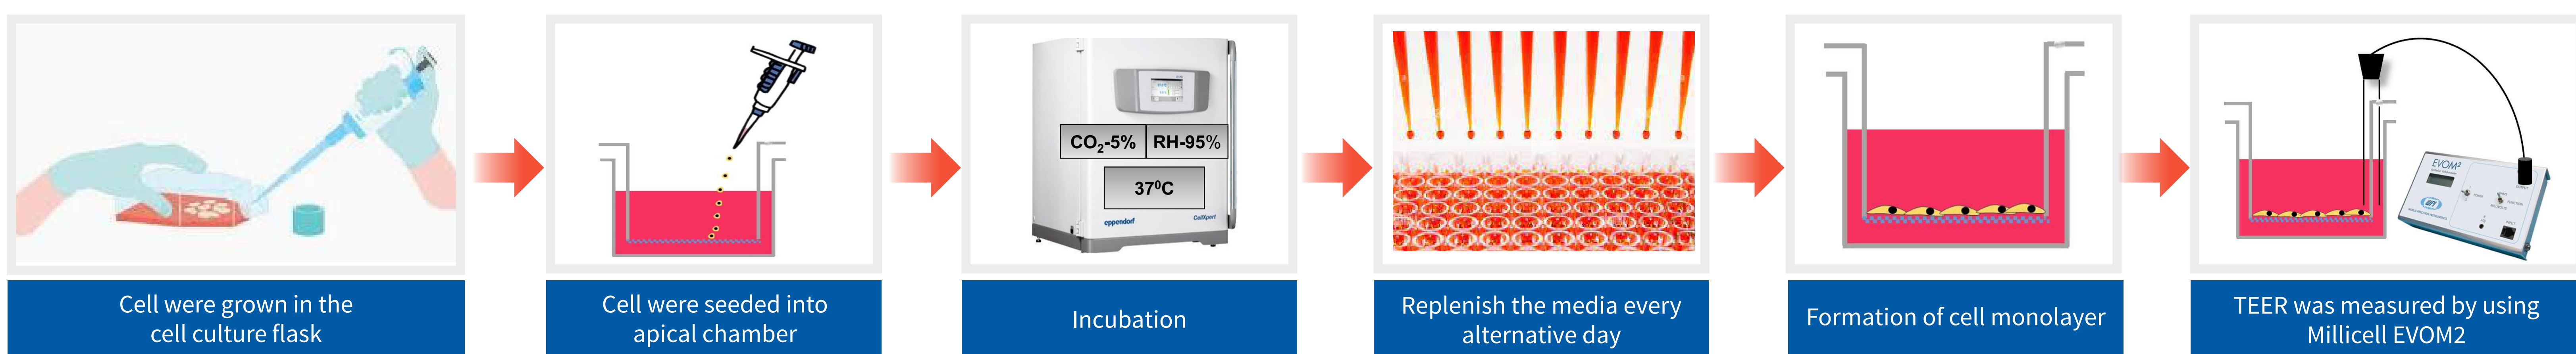 CO₂-5%
RH-95%
37⁰C
eppendorf
CellXpert
EVOM²
Cell were grown in the
cell culture flask
Cell were seeded into
apical chamber
Incubation
Replenish the media every
alternative day
Formation of cell monolayer
TEER was measured by using
Millicell EVOM2